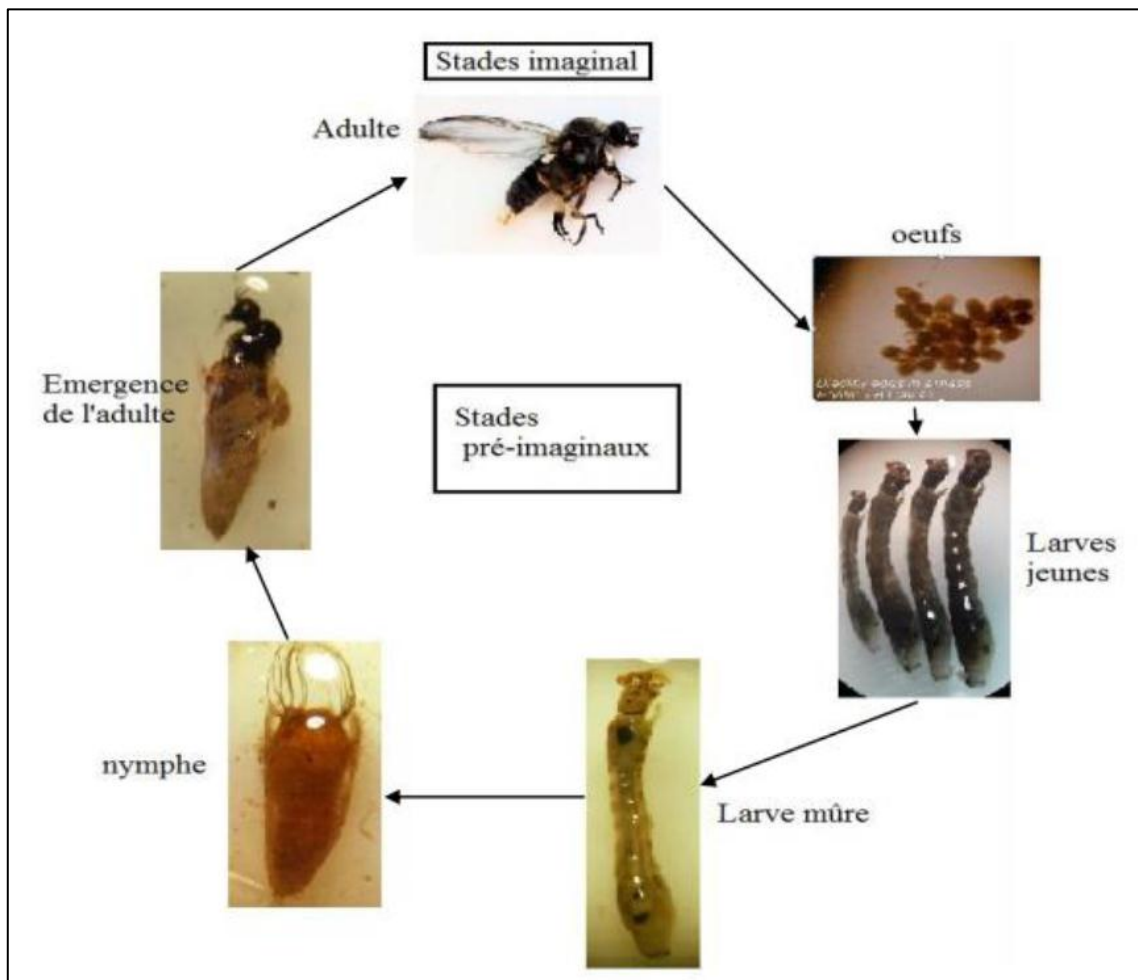 Stades imaginal
Adulte
oeufs
Emergence
de l'adulte
Stades
pré-imaginaux
Larves
jeunes
nymphe
Larve mûre